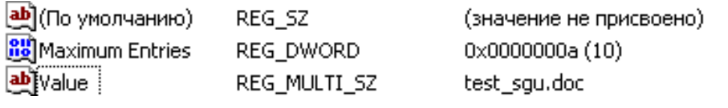 (По умолчанию) REG_SZ (значение не присвоено)
Maximum Entries REG_DWORD 0x0000000a (10)
Value REG_MULTI_SZ test_sgu.doc